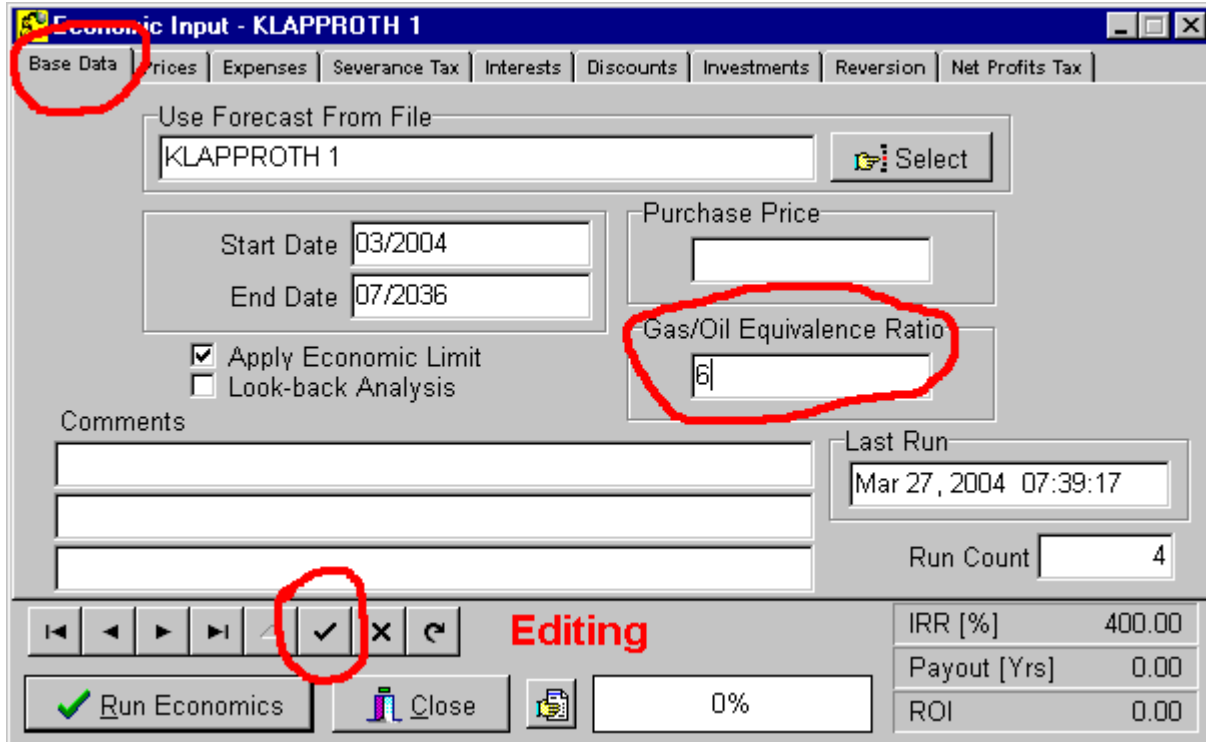 Economic Input - KLAPPROTH 1
Base Data Prices Expenses Severance Tax Interests Discounts Investments Reversion Net Profits Tax
Use Forecast From File
KLAPPROTH 1 Select
Start Date 03/2004
End Date 07/2036
Purchase Price
Apply Economic Limit
Look-back Analysis
Gas/Oil Equivalence Ratio
6
Comments
Last Run
Mar 27, 2004 07:39:17
Run Count 4
Editing
IRR [%] 400.00
Payout [Yrs] 0.00
ROI 0.00
Run Economics Close 0%